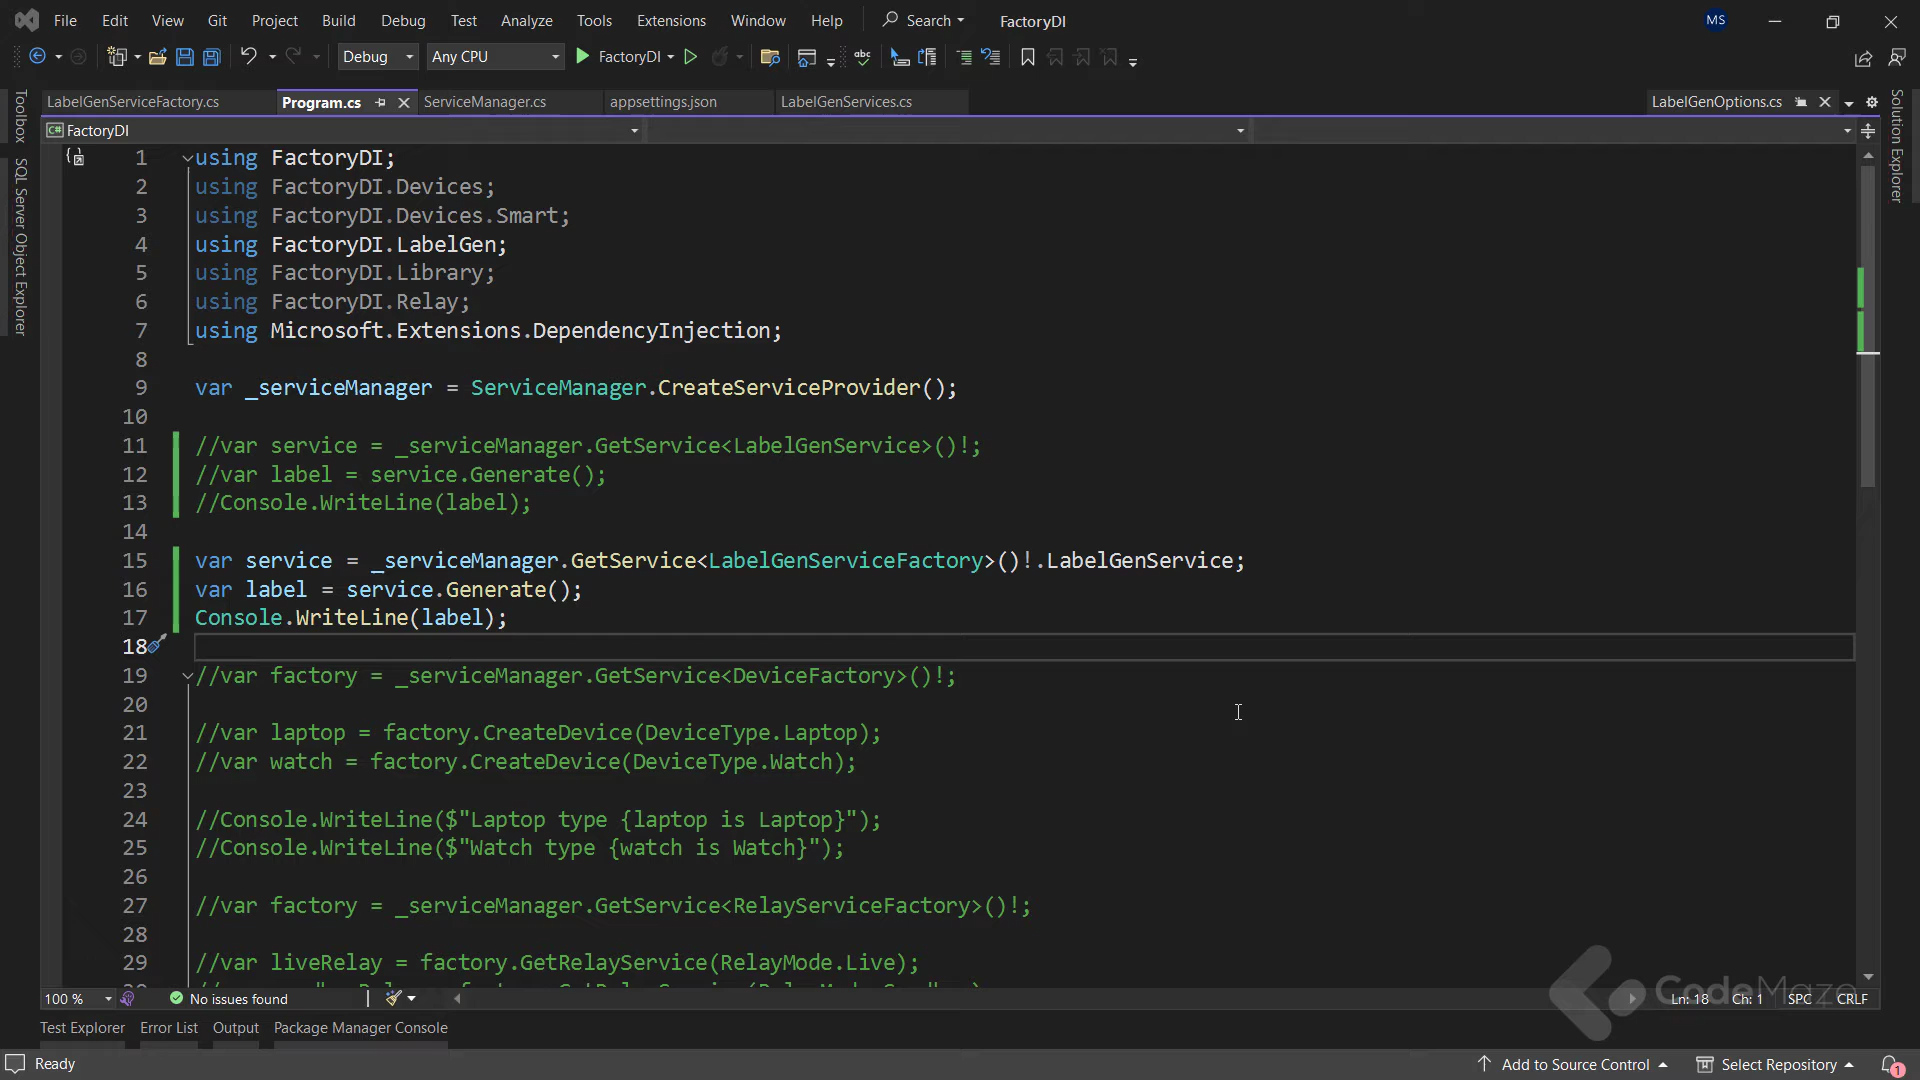 File Edit View Git Project Build Debug Test Analyze Tools Extensions Window Help Search FactoryDI MS
Debug Any CPU FactoryDI
LabelGenServiceFactory.cs Program.cs ServiceManager.cs appsettings.json LabelGenServices.cs LabelGenOptions.cs
C# FactoryDI
Toolbox
SQL Server Object Explorer
Solution Explorer
1 using FactoryDI;
2 using FactoryDI.Devices;
3 using FactoryDI.Devices.Smart;
4 using FactoryDI.LabelGen;
5 using FactoryDI.Library;
6 using FactoryDI.Relay;
7 using Microsoft.Extensions.DependencyInjection;
8
9 var _serviceManager = ServiceManager.CreateServiceProvider();
10
11 //var service = _serviceManager.GetService<LabelGenService>()!;
12 //var label = service.Generate();
13 //Console.WriteLine(label);
14
15 var service = _serviceManager.GetService<LabelGenServiceFactory>()!.LabelGenService;
16 var label = service.Generate();
17 Console.WriteLine(label);
18
19 //var factory = _serviceManager.GetService<DeviceFactory>()!;
20
21 //var laptop = factory.CreateDevice(DeviceType.Laptop);
22 //var watch = factory.CreateDevice(DeviceType.Watch);
23
24 //Console.WriteLine($"Laptop type {laptop is Laptop}");
25 //Console.WriteLine($"Watch type {watch is Watch}");
26
27 //var factory = _serviceManager.GetService<RelayServiceFactory>()!;
28
29 //var liveRelay = factory.GetRelayService(RelayMode.Live);
100 % No issues found Ln: 18 Ch: 1 SPC CRLF
CodeMaze
Test Explorer Error List Output Package Manager Console
Ready Add to Source Control Select Repository 1